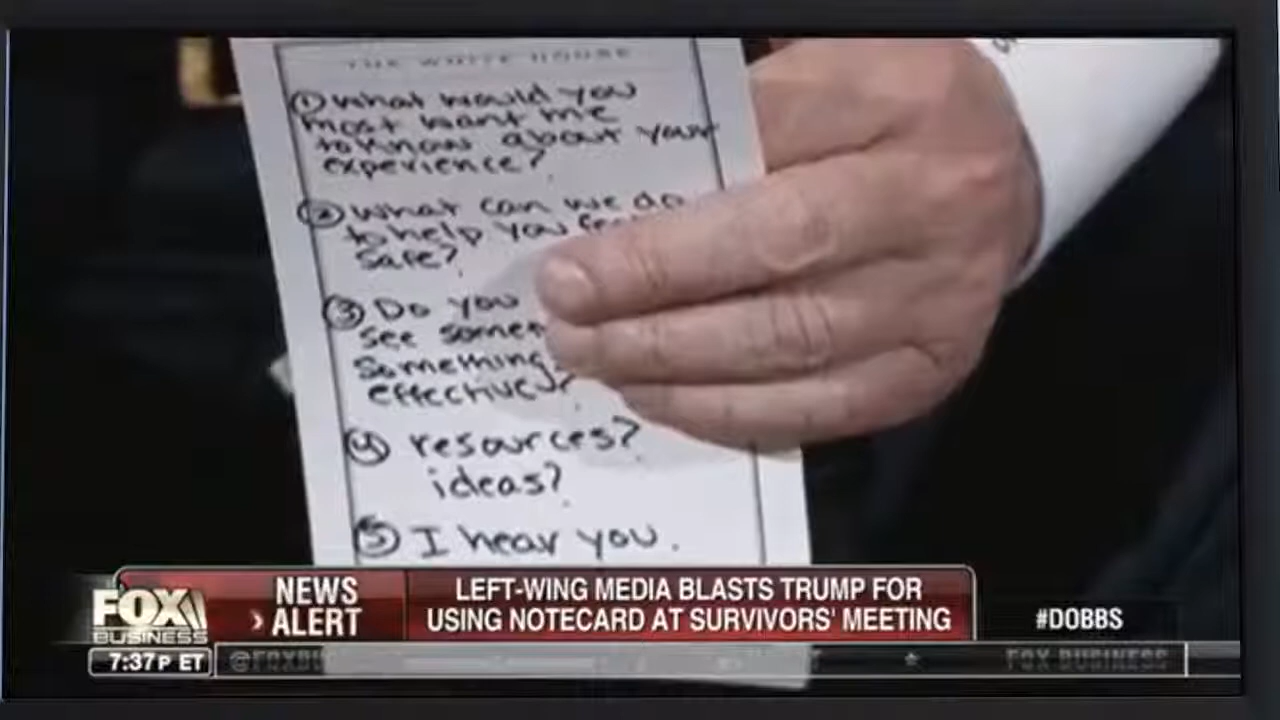 THE WHITE HOUSE
① What would you
most want me
to know about your
experience?
② What can we do
to help you
safe?
③ Do you
see
something
effective?
④ resources?
ideas?
⑤ I hear you.
FOX
BUSINESS
NEWS
› ALERT
LEFT-WING MEDIA BLASTS TRUMP FOR
USING NOTECARD AT SURVIVORS' MEETING
#DOBBS
7:37P ET
FOX BUSINESS